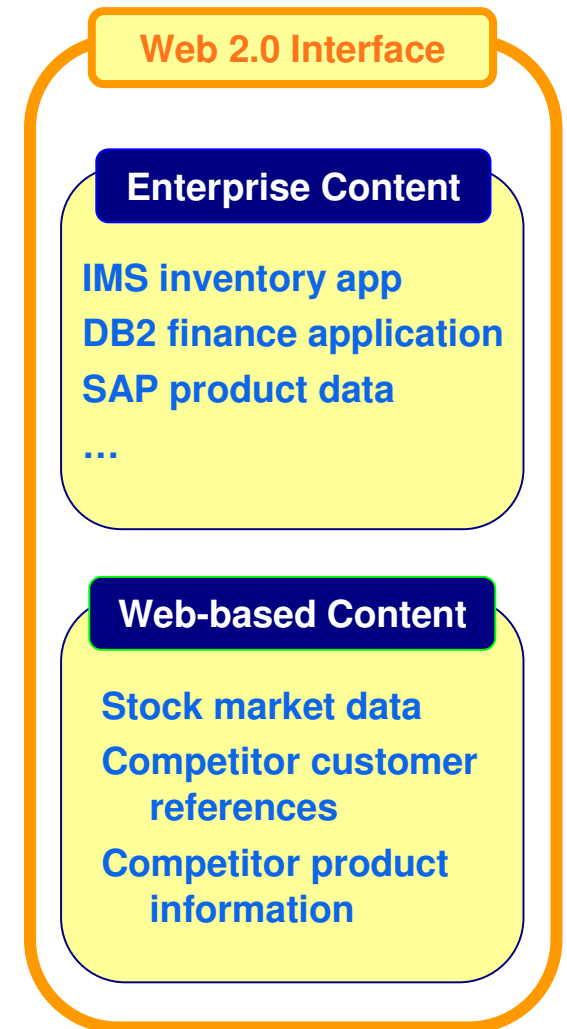 Web 2.0 Interface
Enterprise Content
IMS inventory app
DB2 finance application
SAP product data
…
Web-based Content
Stock market data
Competitor customer
references
Competitor product
information